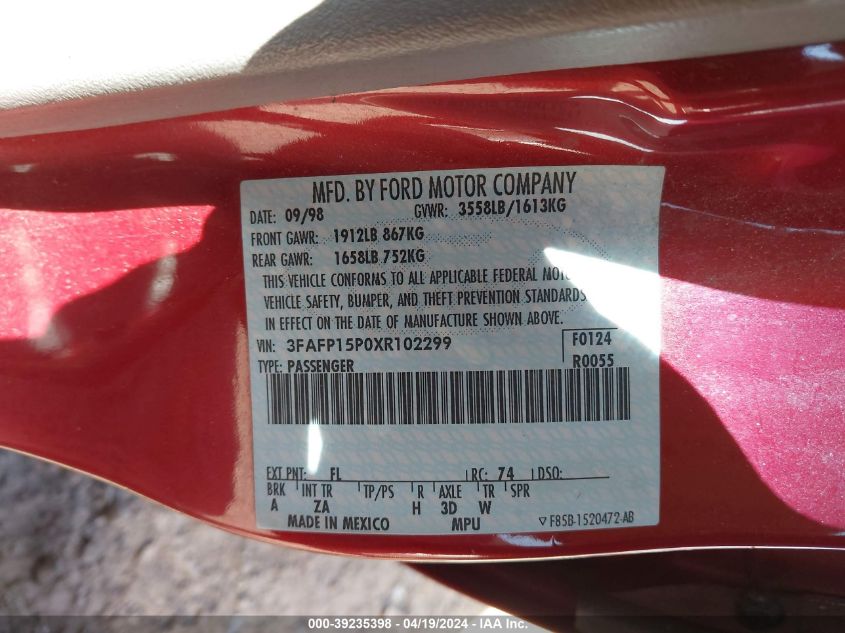 MFD. BY FORD MOTOR COMPANY
DATE: 09/98 GVWR: 3558LB/1613KG
FRONT GAWR: 1912LB 867KG
REAR GAWR: 1658LB 752KG
THIS VEHICLE CONFORMS TO ALL APPLICABLE FEDERAL
VEHICLE SAFETY, BUMPER, AND THEFT PREVENTION STANDARDS
IN EFFECT ON THE DATE OF MANUFACTURE SHOWN ABOVE.
VIN: 3FAFP15P0XR102299 F0124
TYPE: PASSENGER R0055
EXT PNT: FL RC: 74 DSO:
BRK INT TR TP/PS R AXLE TR SPR
A ZA H 3D W
MADE IN MEXICO MPU ▽ F85B-1520472-AB
000-39235398 - 04/19/2024 - IAA Inc.